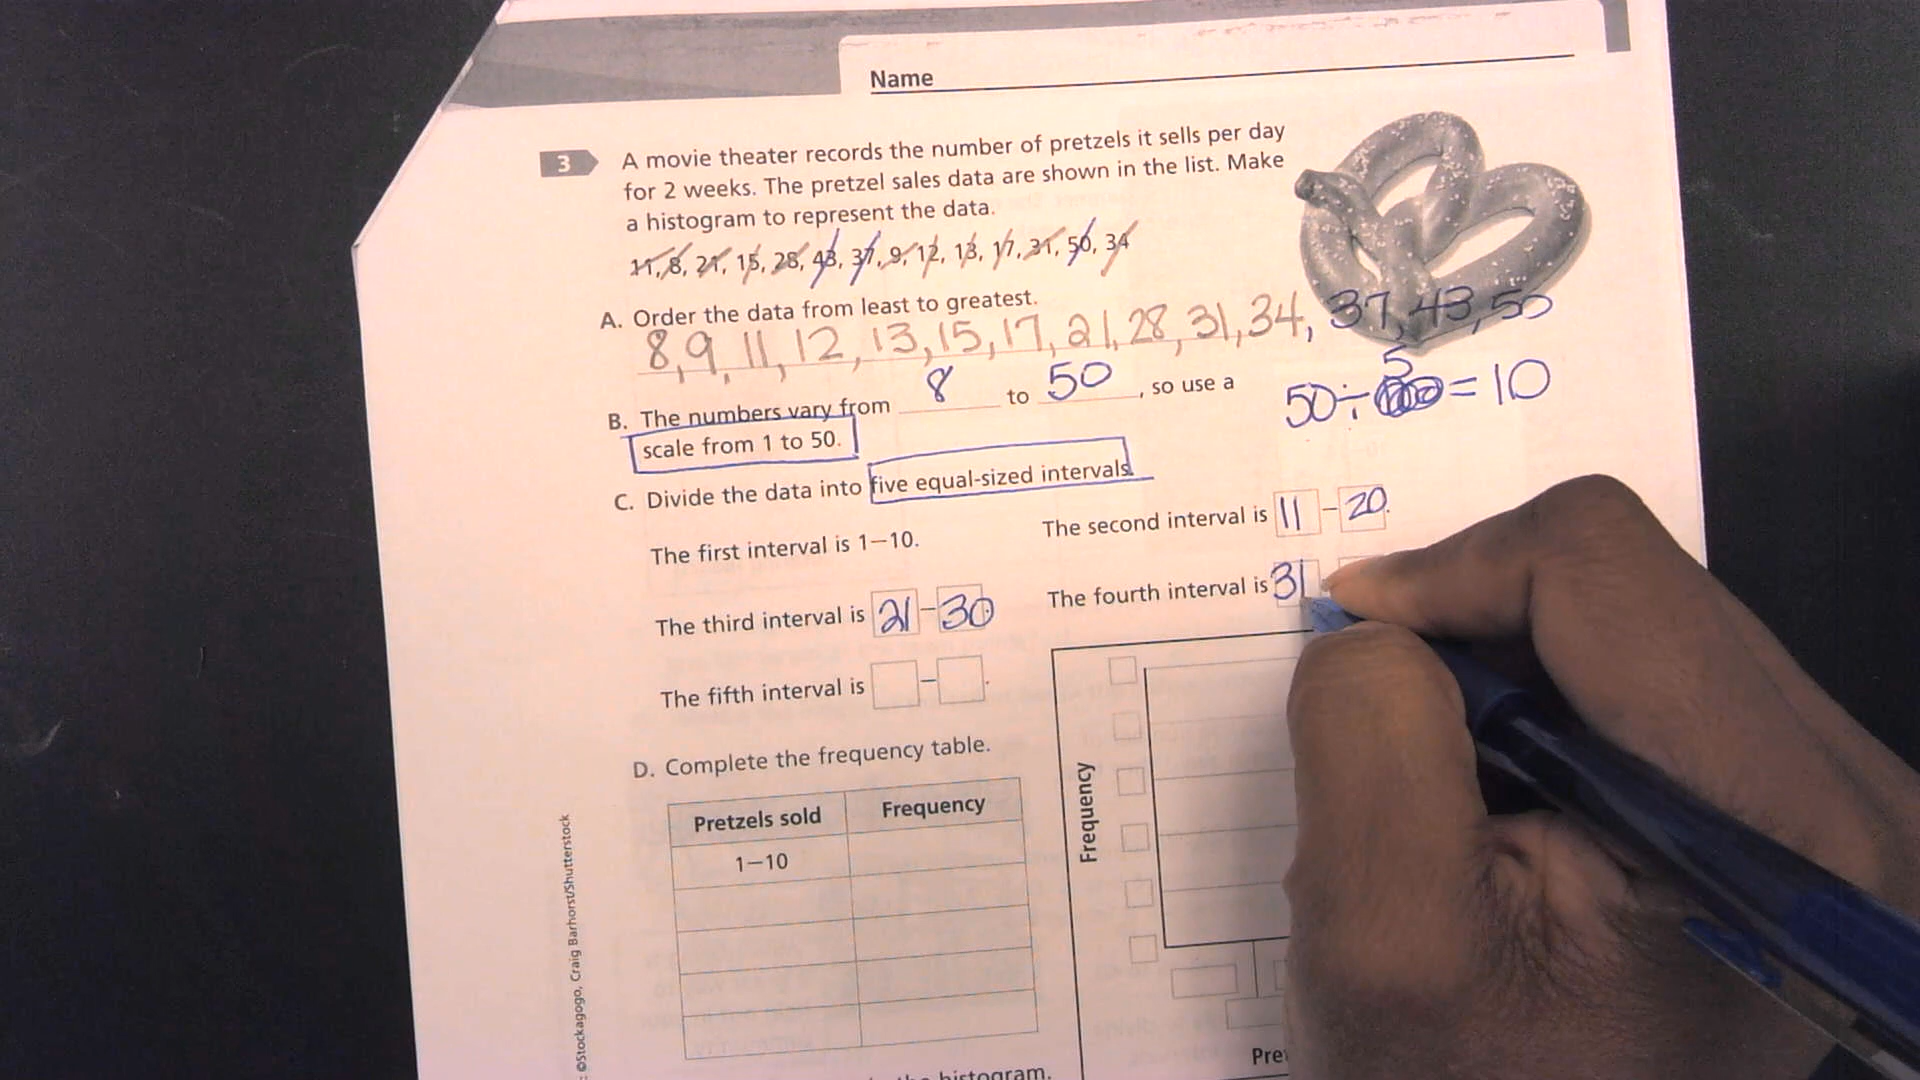 Name
3 A movie theater records the number of pretzels it sells per day
for 2 weeks. The pretzel sales data are shown in the list. Make
a histogram to represent the data.
11, 8, 21, 15, 28, 43, 37, 9, 12, 13, 17, 31, 50, 34
A. Order the data from least to greatest.
8, 9, 11, 12, 13, 15, 17, 21, 28, 31, 34, 37, 43, 50
B. The numbers vary from 8 to 50, so use a
scale from 1 to 50.
50 ÷ 5 = 10
C. Divide the data into five equal-sized intervals.
The first interval is 1–10.
The second interval is 11 – 20.
The third interval is 21 – 30.
The fourth interval is 31
The fifth interval is – .
D. Complete the frequency table.
Pretzels sold Frequency
1–10
Frequency
histogram.
©Stockagogo, Craig Barhorst/Shutterstock